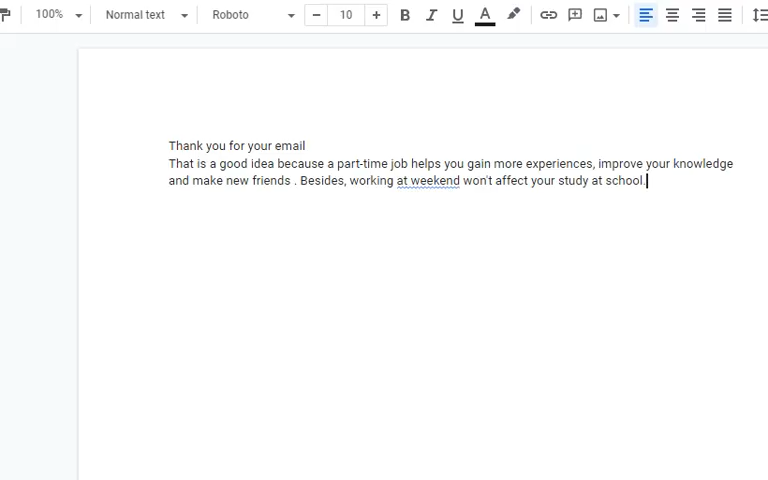 100% Normal text Roboto 10 B I U A
Thank you for your email
That is a good idea because a part-time job helps you gain more experiences, improve your knowledge
and make new friends . Besides, working at weekend won't affect your study at school.